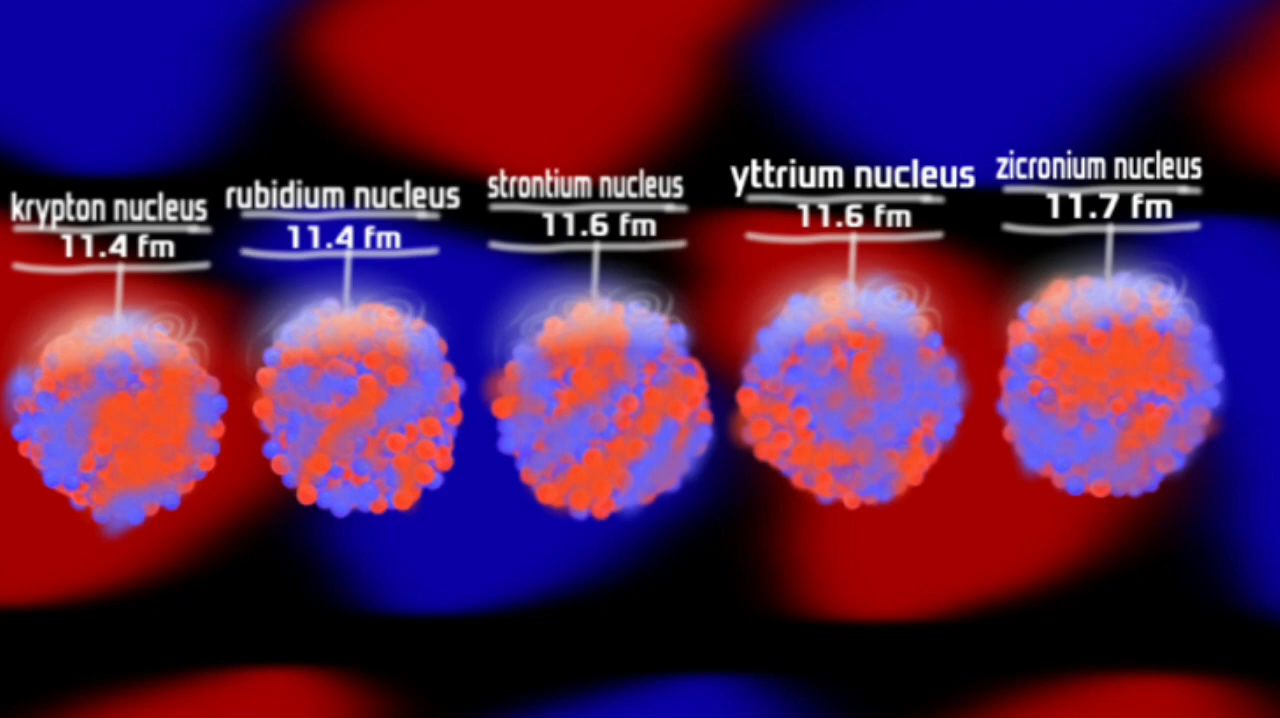 krypton nucleus
11.4 fm
rubidium nucleus
11.4 fm
strontium nucleus
11.6 fm
yttrium nucleus
11.6 fm
zicronium nucleus
11.7 fm